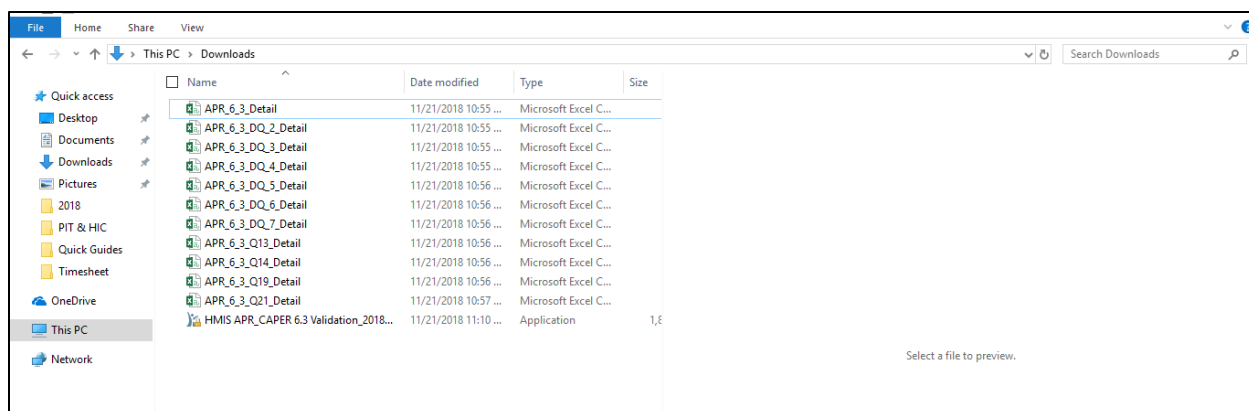 File Home Share View
This PC > Downloads Search Downloads
Name Date modified Type Size
Quick access
Desktop
Documents
Downloads
Pictures
2018
PIT & HIC
Quick Guides
Timesheet
OneDrive
This PC
Network
APR_6_3_Detail 11/21/2018 10:55 ... Microsoft Excel C...
APR_6_3_DQ_2_Detail 11/21/2018 10:55 ... Microsoft Excel C...
APR_6_3_DQ_3_Detail 11/21/2018 10:55 ... Microsoft Excel C...
APR_6_3_DQ_4_Detail 11/21/2018 10:55 ... Microsoft Excel C...
APR_6_3_DQ_5_Detail 11/21/2018 10:56 ... Microsoft Excel C...
APR_6_3_DQ_6_Detail 11/21/2018 10:56 ... Microsoft Excel C...
APR_6_3_DQ_7_Detail 11/21/2018 10:56 ... Microsoft Excel C...
APR_6_3_Q13_Detail 11/21/2018 10:56 ... Microsoft Excel C...
APR_6_3_Q14_Detail 11/21/2018 10:56 ... Microsoft Excel C...
APR_6_3_Q19_Detail 11/21/2018 10:56 ... Microsoft Excel C...
APR_6_3_Q21_Detail 11/21/2018 10:57 ... Microsoft Excel C...
HMIS APR_CAPER 6.3 Validation_2018... 11/21/2018 11:10 ... Application
Select a file to preview.